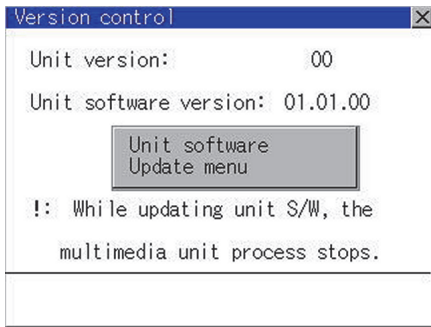 Version control
Unit version: 00
Unit software version: 01.01.00
Unit software
Update menu
!: While updating unit S/W, the
multimedia unit process stops.